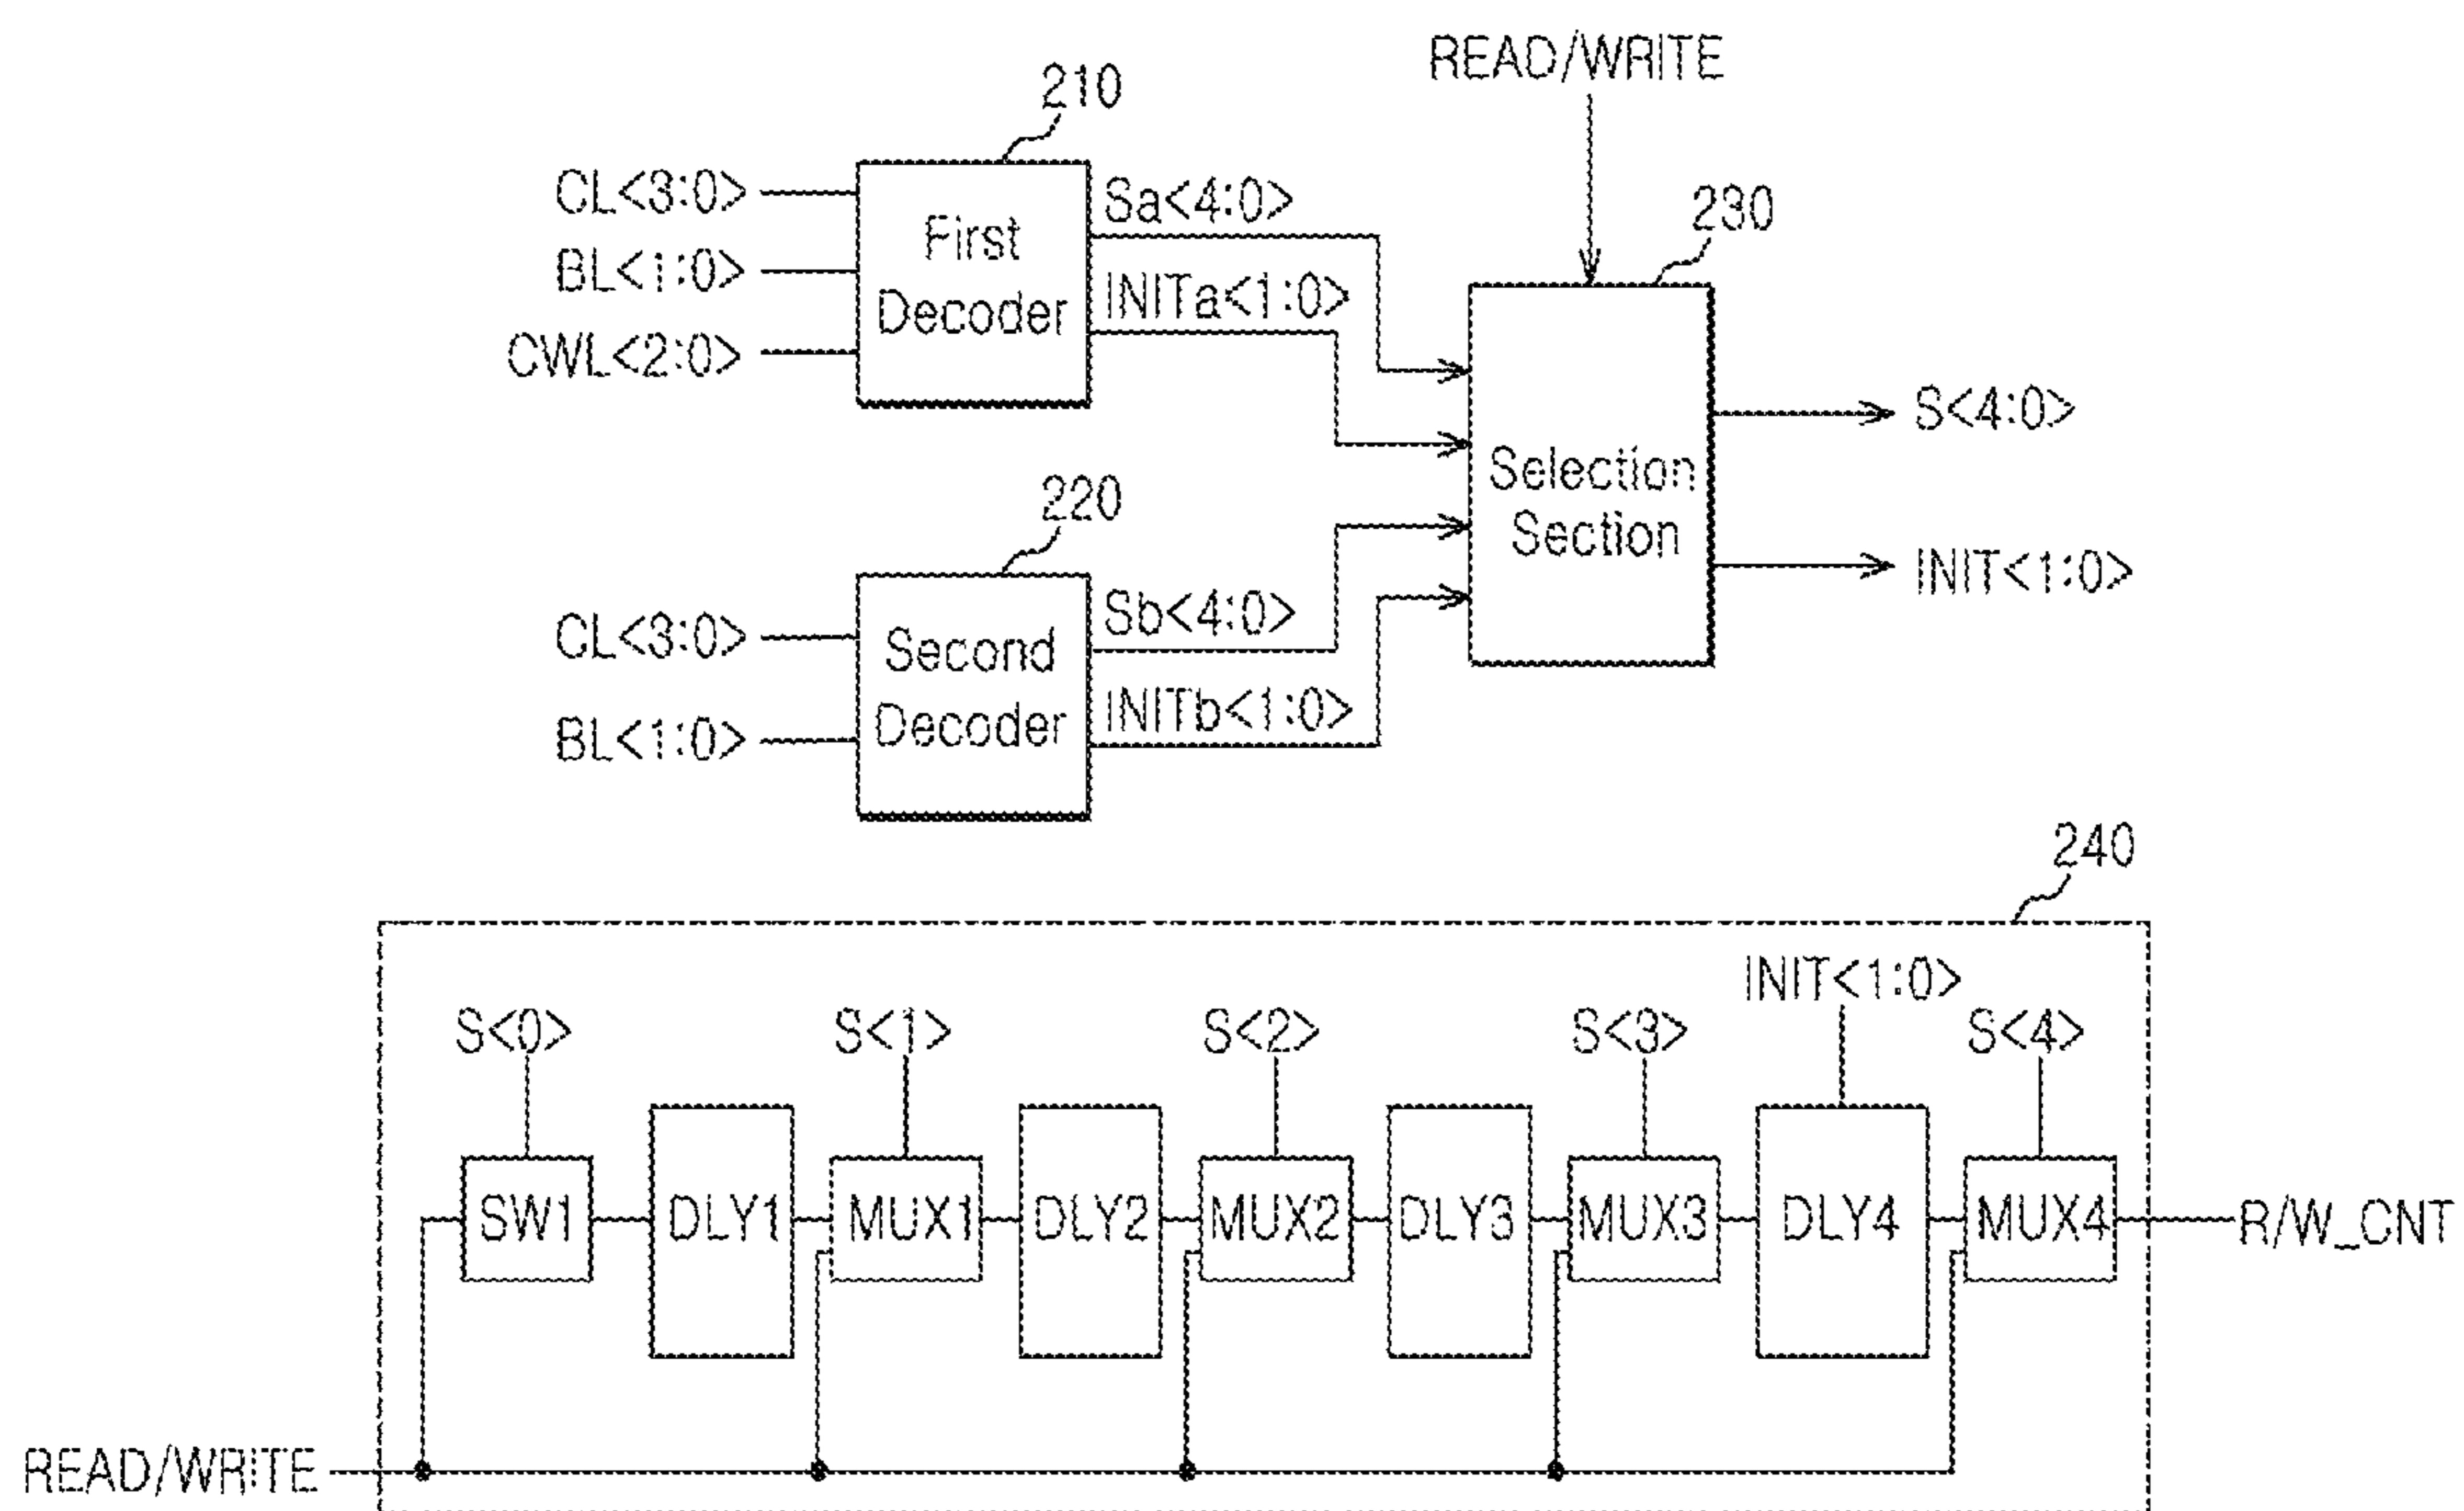 READ/WRITE
210
CL<3:0>
BL<1:0>
CWL<2:0>
First
Decoder
Sa<4:0>
INITa<1:0>
230
Selection
Section
S<4:0>
INIT<1:0>
220
CL<3:0>
BL<1:0>
Second
Decoder
Sb<4:0>
INITb<1:0>
240
S<0>
S<1>
S<2>
S<3>
INIT<1:0>
S<4>
SW1
DLY1
MUX1
DLY2
MUX2
DLY3
MUX3
DLY4
MUX4
R/W_CNT
READ/WRITE